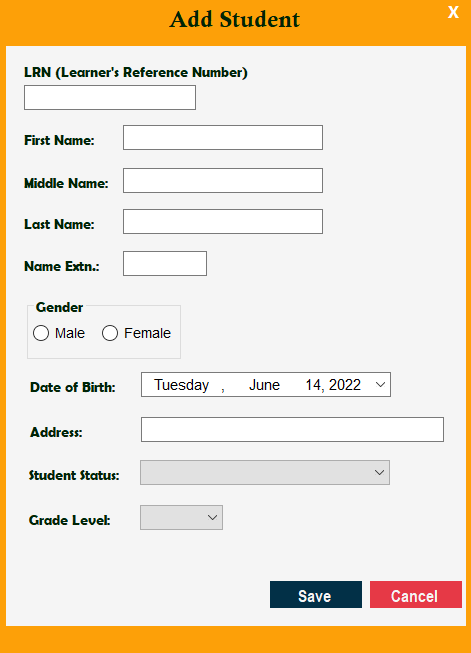 Add Student
X
LRN (Learner's Reference Number)
First Name:
Middle Name:
Last Name:
Name Extn.:
Gender
Male Female
Date of Birth: Tuesday , June 14, 2022
Address:
Student Status:
Grade Level:
Save Cancel